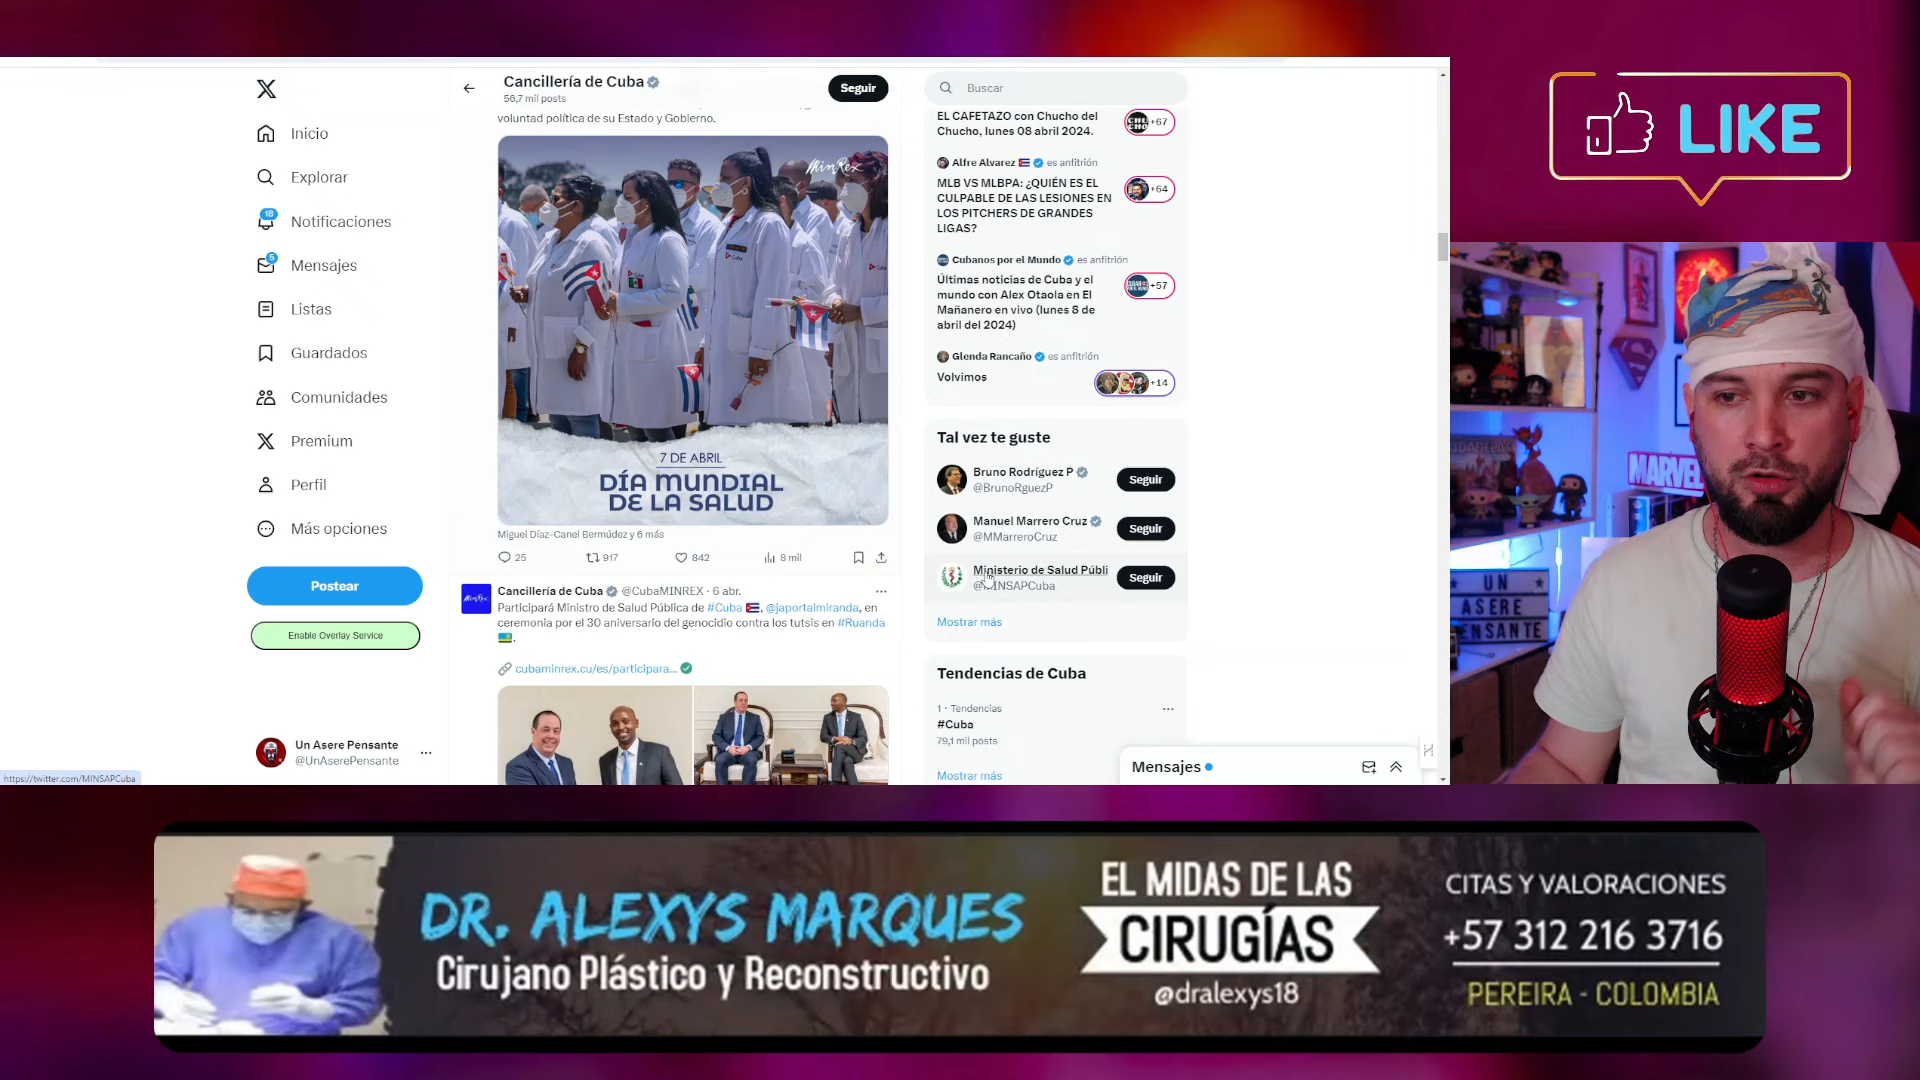 Cancillería de Cuba
56,7 mil posts
Seguir
Inicio
Explorar
18
Notificaciones
5
Mensajes
Listas
Guardados
Comunidades
Premium
Perfil
Más opciones
Postear
Enable Overlay Service
Un Asere Pensante
@UnAserePensante
https://twitter.com/MINSAPCuba
voluntad política de su Estado y Gobierno.
MinRex
7 DE ABRIL
DÍA MUNDIAL
DE LA SALUD
Miguel Díaz-Canel Bermúdez y 6 más
25
917
842
8 mil
Cancillería de Cuba @CubaMINREX · 6 abr.
Participará Ministro de Salud Pública de #Cuba, @japortalmiranda, en
ceremonia por el 30 aniversario del genocidio contra los tutsis en #Ruanda
.
cubaminrex.cu/es/participara...
Buscar
EL CAFETAZO con Chucho del
Chucho, lunes 08 abril 2024.
+67
Alfre Alvarez es anfitrión
MLB VS MLBPA: ¿QUIÉN ES EL
CULPABLE DE LAS LESIONES EN
LOS PITCHERS DE GRANDES
LIGAS?
+64
Cubanos por el Mundo es anfitrión
Últimas noticias de Cuba y el
mundo con Alex Otaola en El
Mañanero en vivo (lunes 8 de
abril del 2024)
+57
Glenda Rancaño es anfitrión
Volvimos
+14
Tal vez te guste
Bruno Rodríguez P
@BrunoRguezP
Seguir
Manuel Marrero Cruz
@MMarreroCruz
Seguir
Ministerio de Salud Públi
@MINSAPCuba
Seguir
Mostrar más
Tendencias de Cuba
1 · Tendencias
#Cuba
79,1 mil posts
Mostrar más
Mensajes
LIKE
MARVEL
UN
ASERE
ENSANTE
DR. ALEXYS MARQUES
Cirujano Plástico y Reconstructivo
EL MIDAS DE LAS
CIRUGÍAS
@dralexys18
CITAS Y VALORACIONES
+57 312 216 3716
PEREIRA - COLOMBIA